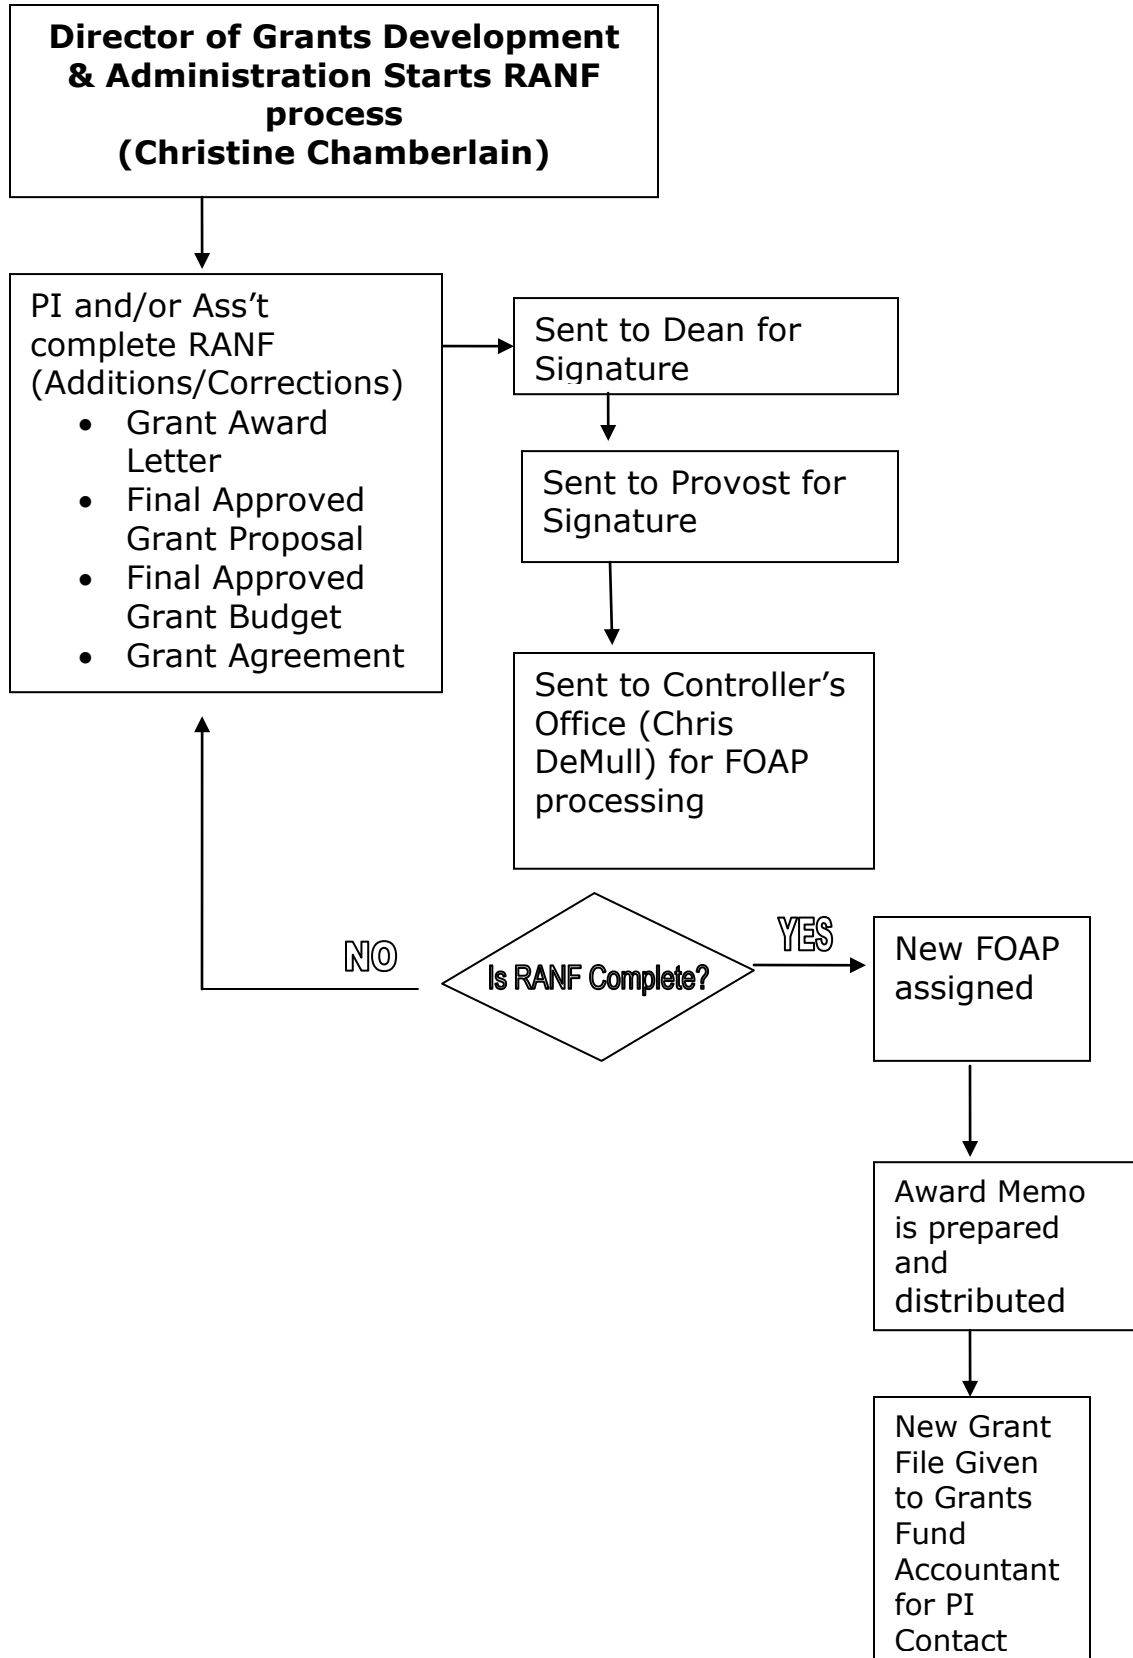 Director of Grants Development
& Administration Starts RANF
process
(Christine Chamberlain)
PI and/or Ass’t
complete RANF
(Additions/Corrections)
• Grant Award
Letter
• Final Approved
Grant Proposal
• Final Approved
Grant Budget
• Grant Agreement
Sent to Dean for
Signature
Sent to Provost for
Signature
Sent to Controller’s
Office (Chris
DeMull) for FOAP
processing
Is RANF Complete?
NO
YES
New FOAP
assigned
Award Memo
is prepared
and
distributed
New Grant
File Given
to Grants
Fund
Accountant
for PI
Contact